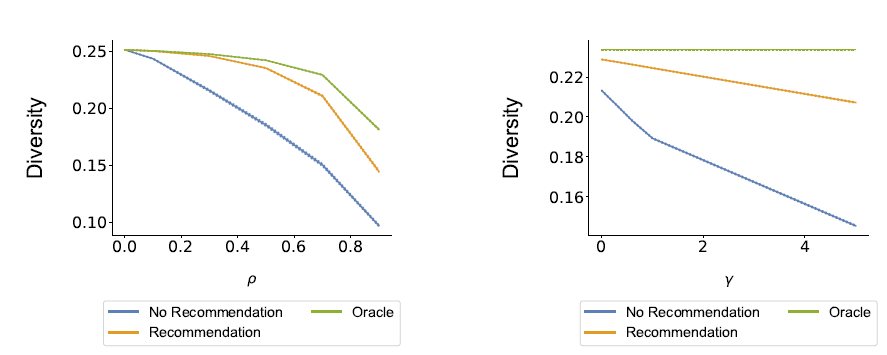 Diversity
0.25
0.20
0.15
0.10
0.0 0.2 0.4 0.6 0.8
ρ
No Recommendation Oracle
Recommendation
Diversity
0.22
0.20
0.18
0.16
0 2 4
γ
No Recommendation Oracle
Recommendation